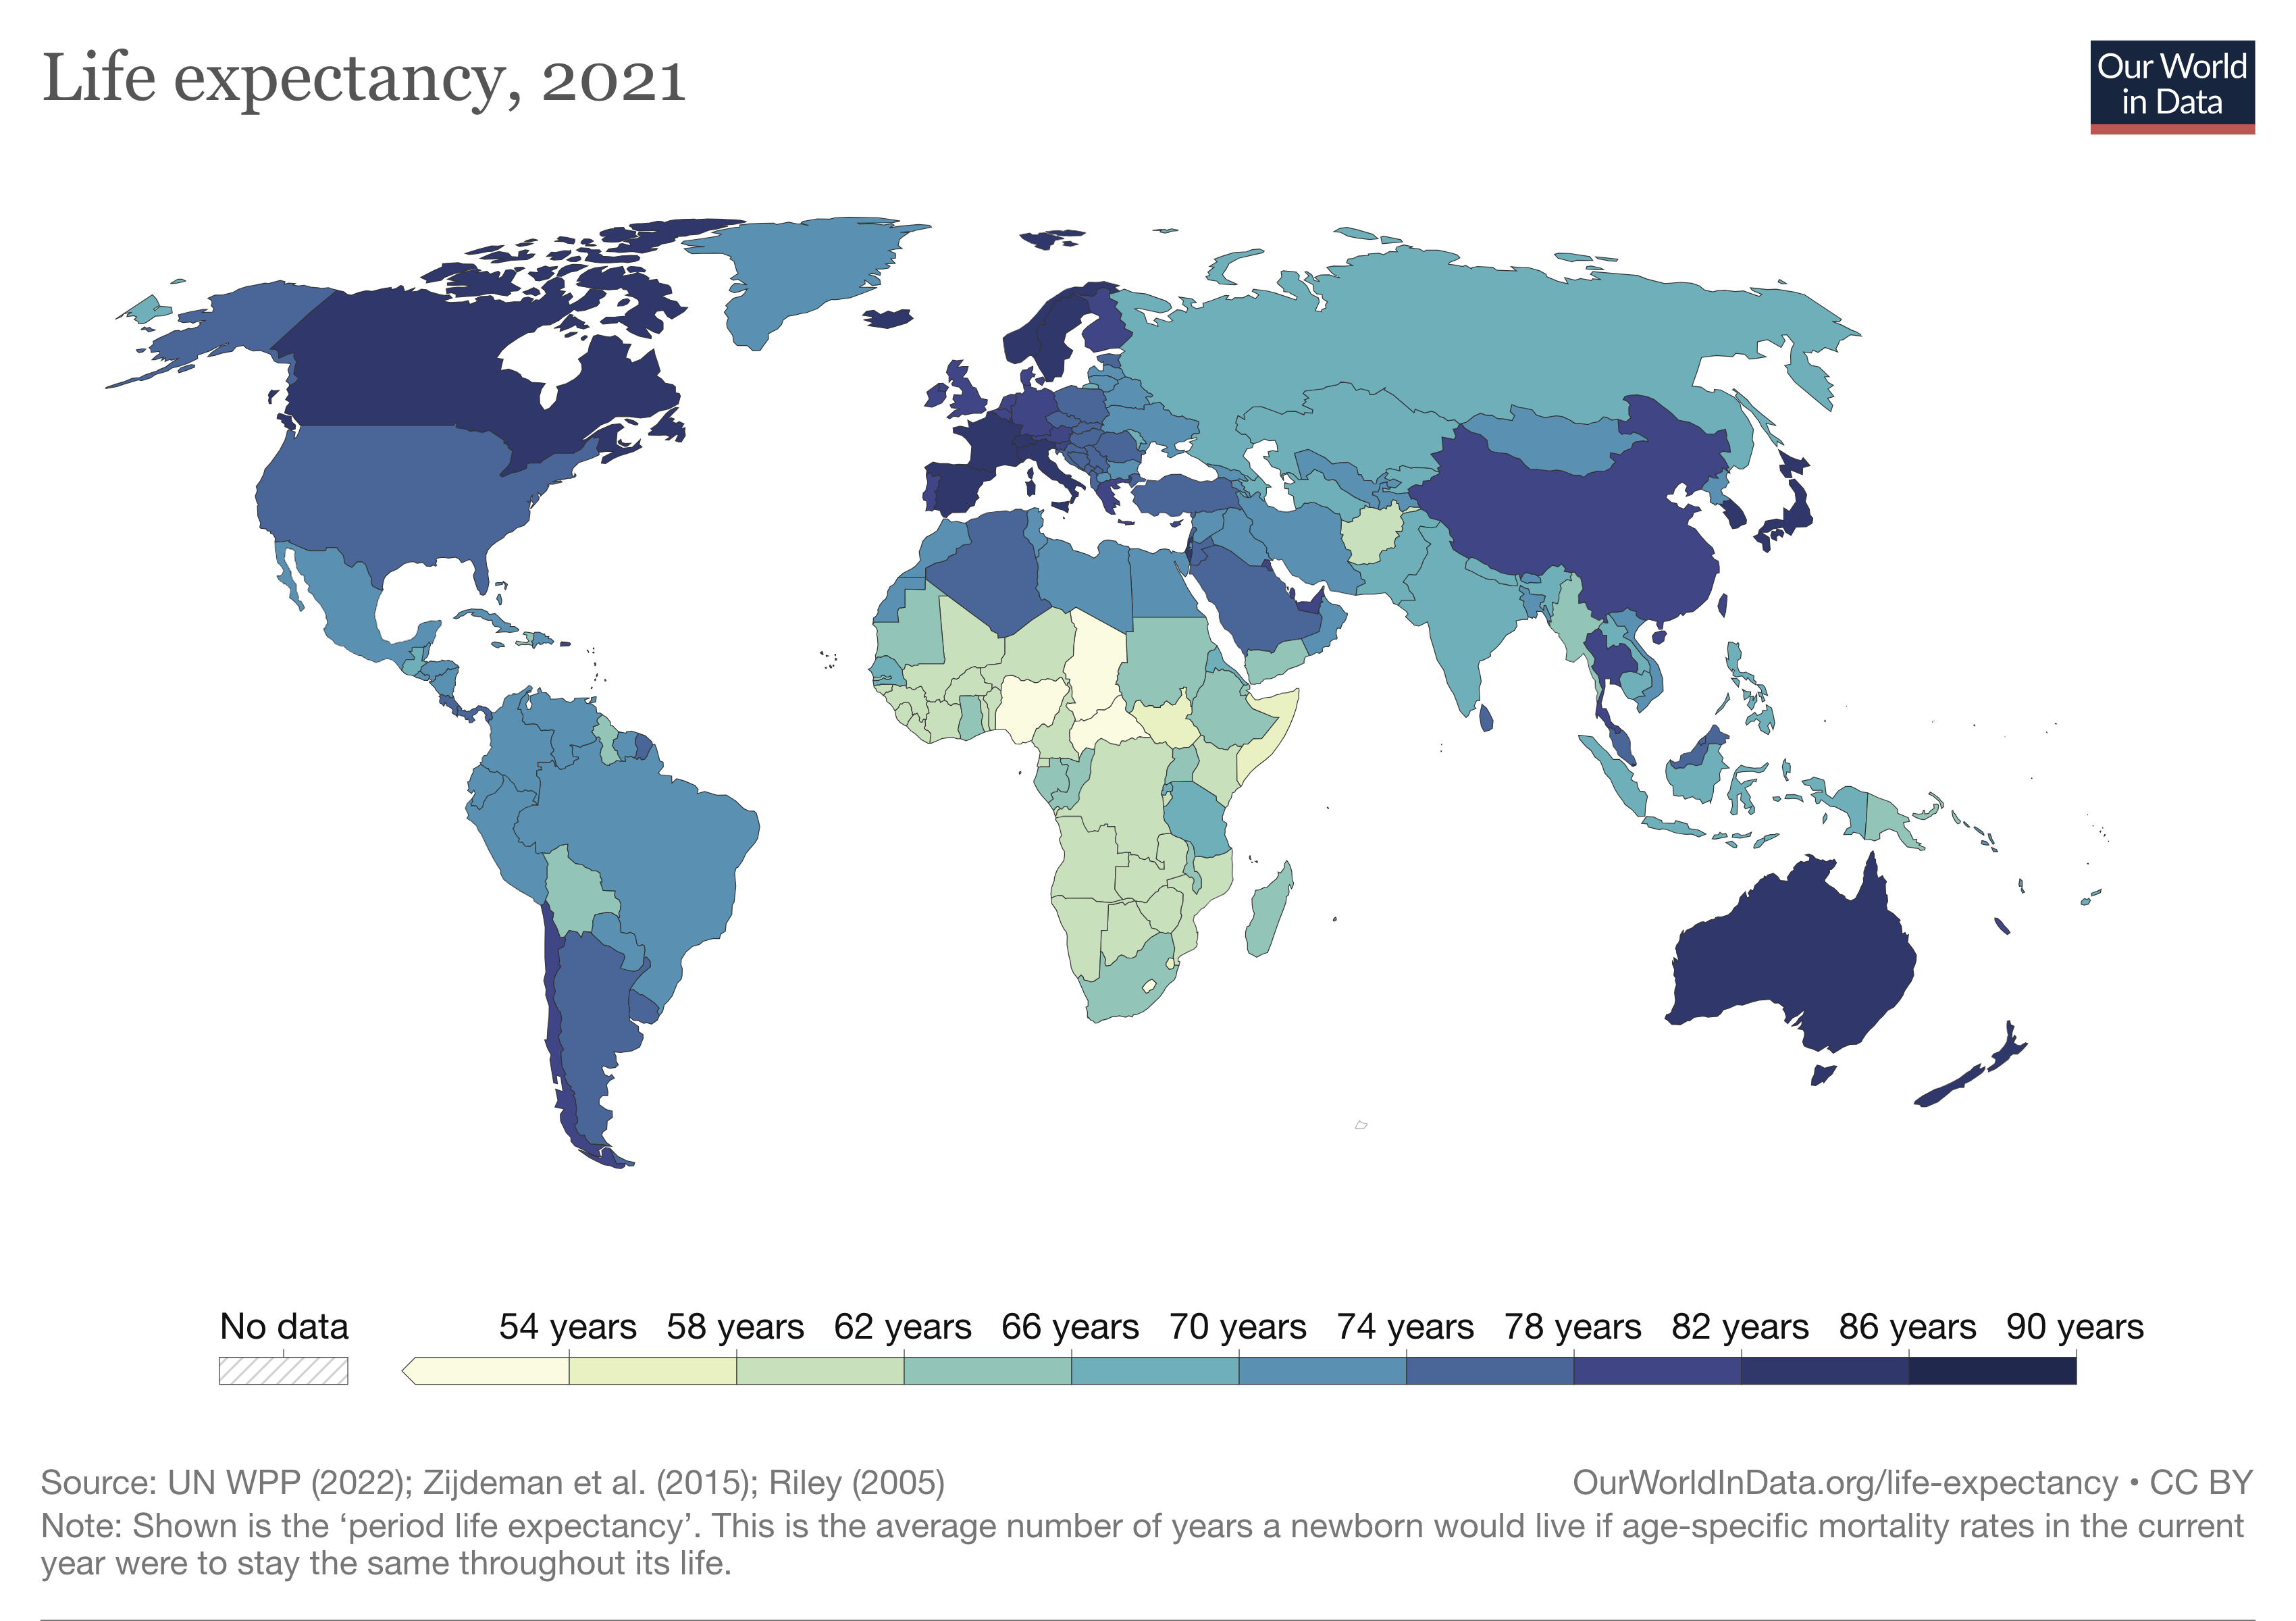 Life expectancy, 2021
Our World
in Data
No data
54 years
58 years
62 years
66 years
70 years
74 years
78 years
82 years
86 years
90 years
Source: UN WPP (2022); Zijdeman et al. (2015); Riley (2005)
OurWorldInData.org/life-expectancy • CC BY
Note: Shown is the ‘period life expectancy’. This is the average number of years a newborn would live if age-specific mortality rates in the current
year were to stay the same throughout its life.